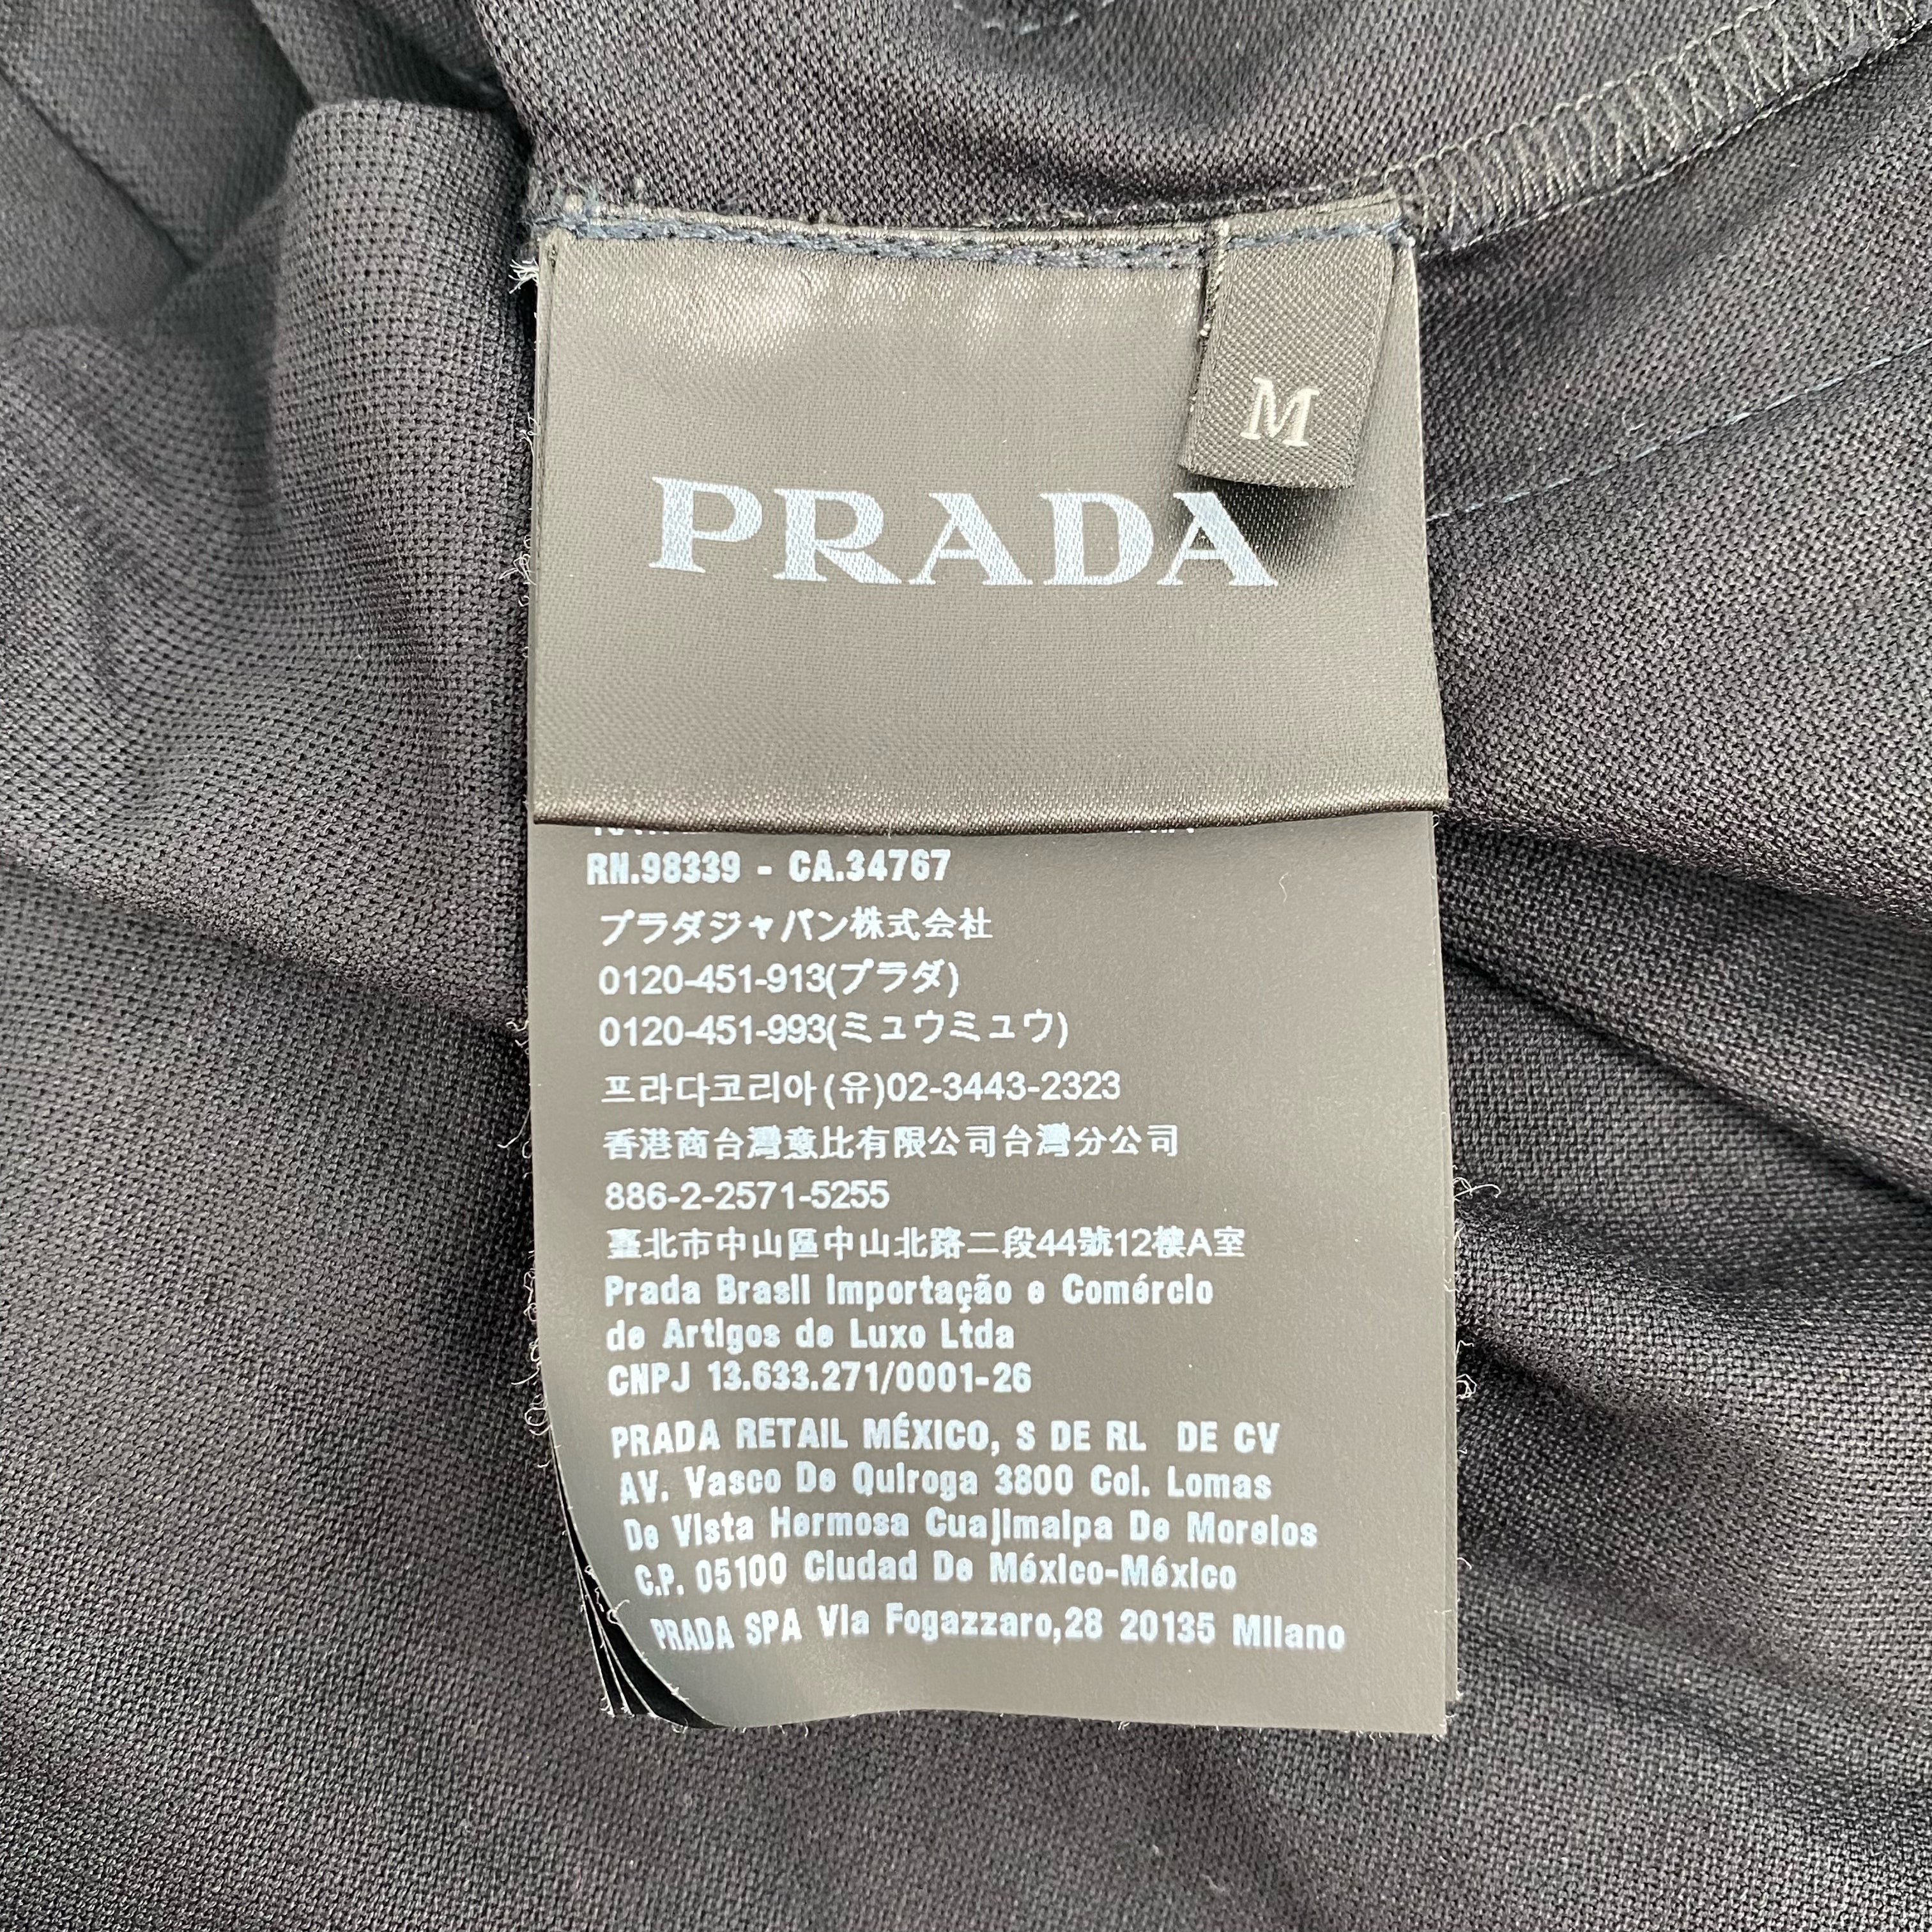 M
PRADA
RN.98339 - CA.34767
プラダジャパン株式会社
0120-451-913(プラダ)
0120-451-993(ミュウミュウ)
프라다코리아(유)02-3443-2323
香港商台灣意比有限公司台灣分公司
886-2-2571-5255
臺北市中山區中山北路二段44號12樓A室
Prada Brasil Importação e Comércio
de Artigos de Luxo Ltda
CNPJ 13.633.271/0001-26
PRADA RETAIL MÉXICO, S DE RL DE CV
AV. Vasco De Quiroga 3800 Col. Lomas
De Vista Hermosa Cuajimalpa De Morelos
C.P. 05100 Ciudad De México-México
PRADA SPA Via Fogazzaro,28 20135 Milano